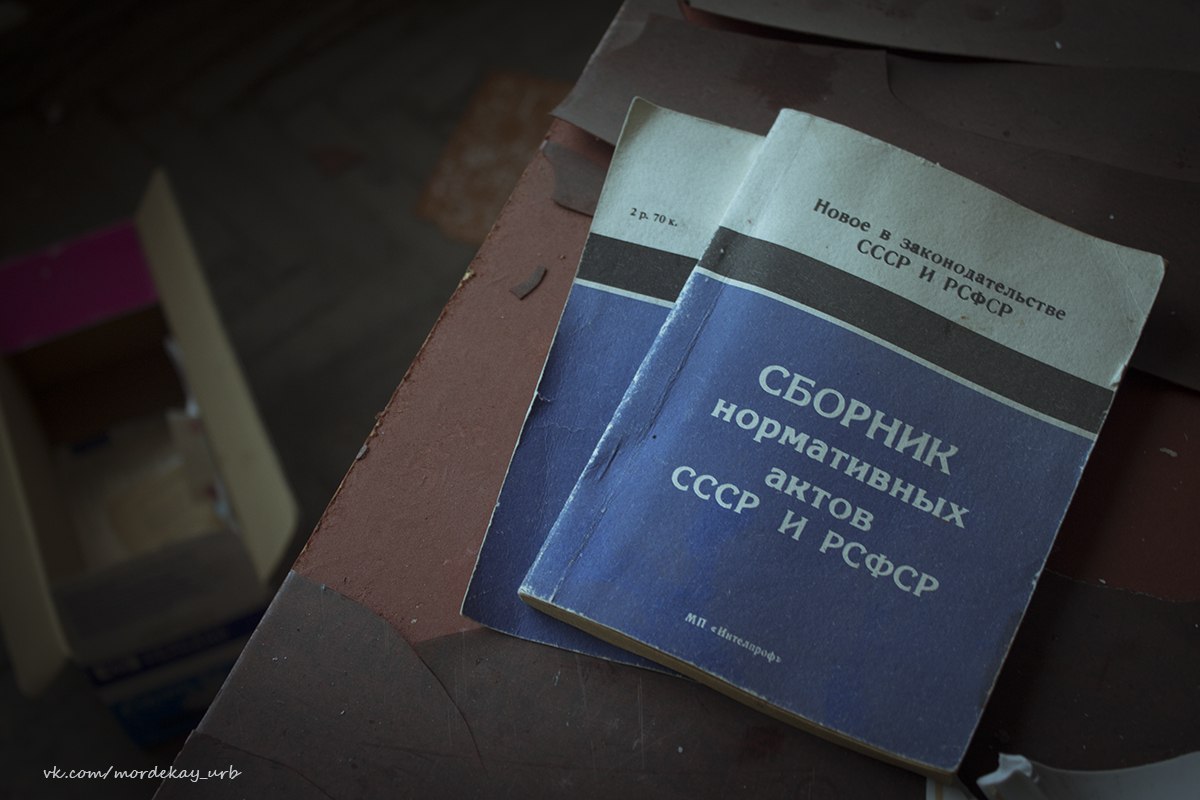 2 р. 70 к.
Новое в законодательстве
СССР И РСФСР
СБОРНИК
нормативных
актов
СССР И РСФСР
МП «Интелпроф»
vk.com/mordekay_urb